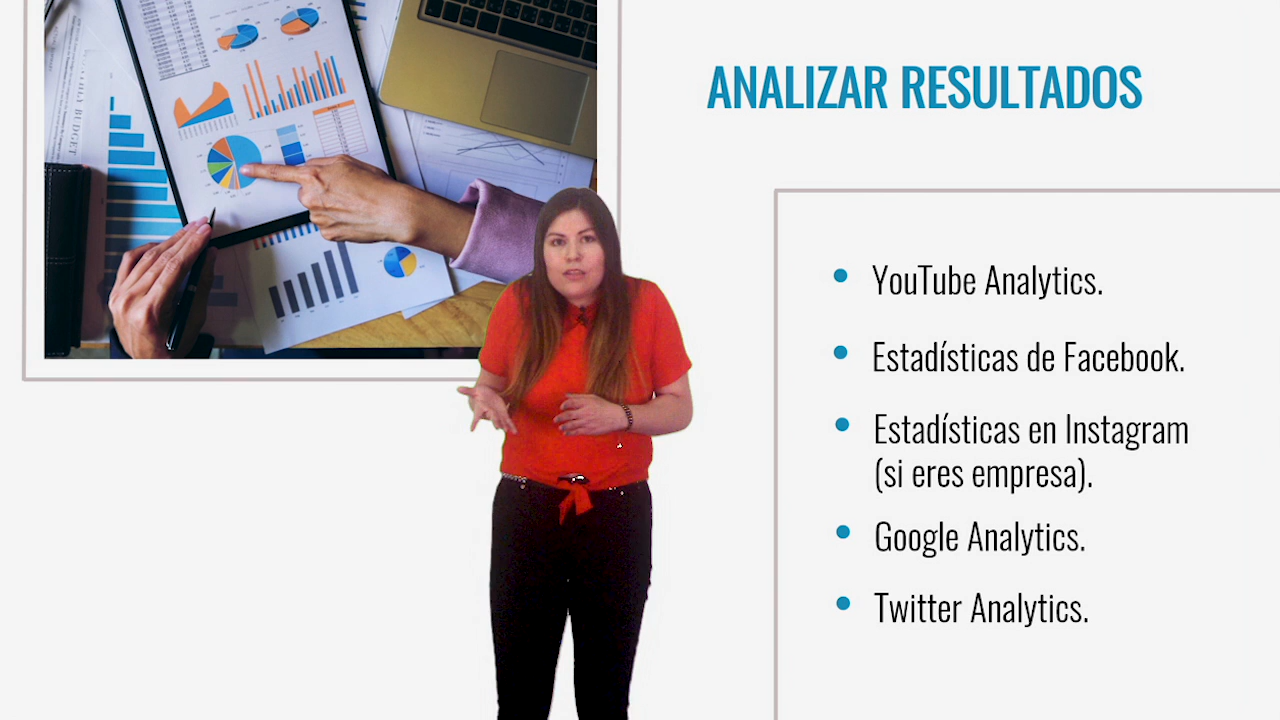 ANALIZAR RESULTADOS
YouTube Analytics.
Estadísticas de Facebook.
Estadísticas en Instagram
(si eres empresa).
Google Analytics.
Twitter Analytics.